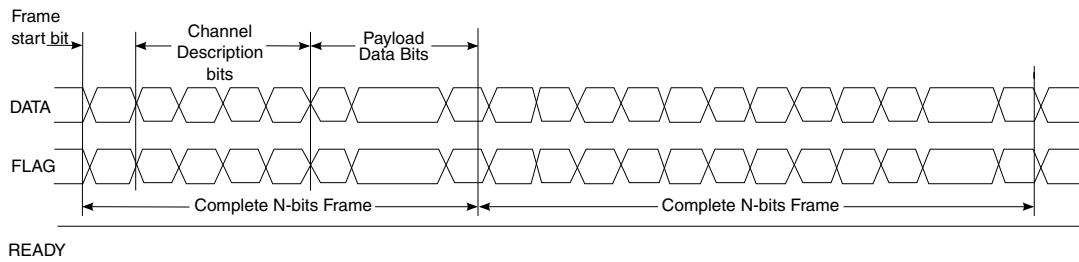 Frame
start bit
Channel
Description
bits
Payload
Data Bits
DATA
FLAG
Complete N-bits Frame
Complete N-bits Frame
READY